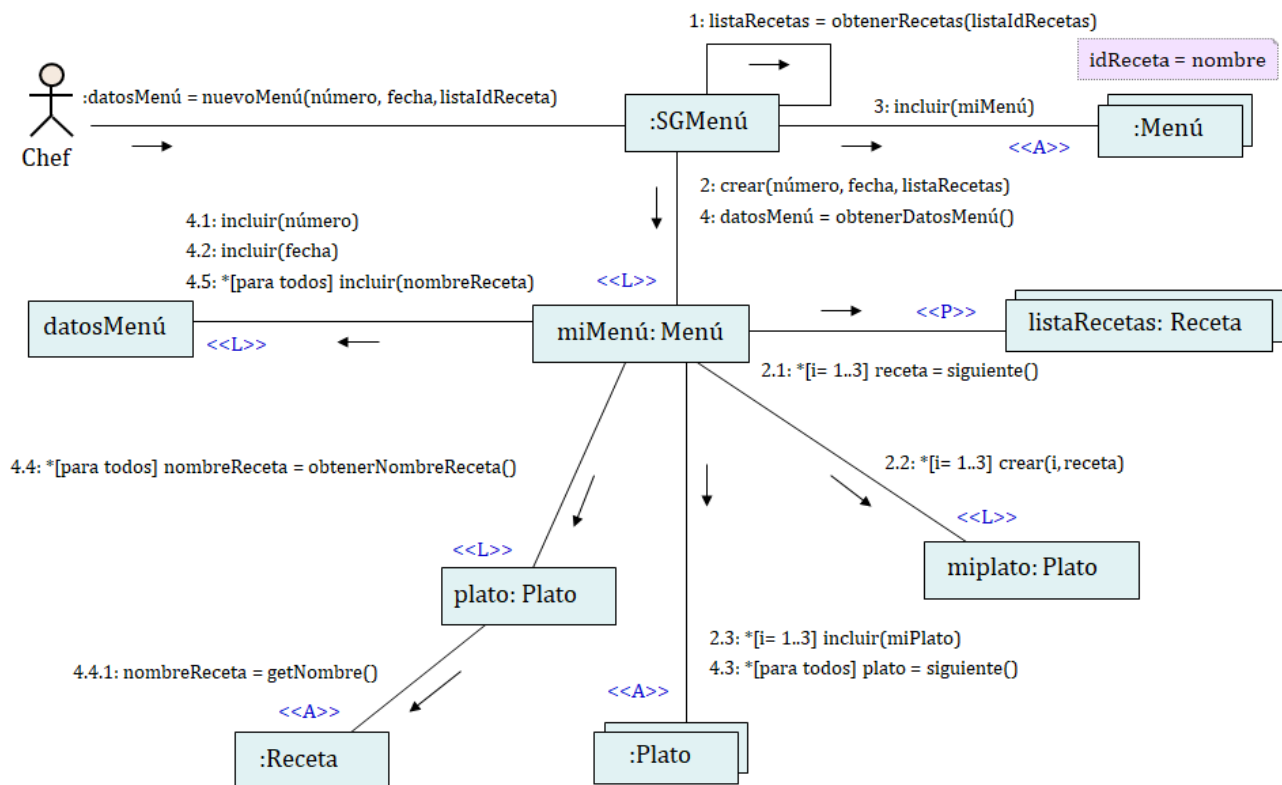 1: listaRecetas = obtenerRecetas(listaIdRecetas)
idReceta = nombre
:datosMenú = nuevoMenú(número, fecha, listaIdReceta)
:SGMenú
3: incluir(miMenú)
:Menú
Chef
<<A>>
2: crear(número, fecha, listaRecetas)
4: datosMenú = obtenerDatosMenú()
4.1: incluir(número)
4.2: incluir(fecha)
4.5: *[para todos] incluir(nombreReceta)
<<L>>
datosMenú
<<L>>
miMenú: Menú
<<P>>
listaRecetas: Receta
2.1: *[i= 1..3] receta = siguiente()
4.4: *[para todos] nombreReceta = obtenerNombreReceta()
2.2: *[i= 1..3] crear(i, receta)
<<L>>
<<L>>
plato: Plato
miplato: Plato
4.4.1: nombreReceta = getNombre()
2.3: *[i= 1..3] incluir(miPlato)
4.3: *[para todos] plato = siguiente()
<<A>>
<<A>>
:Receta
:Plato